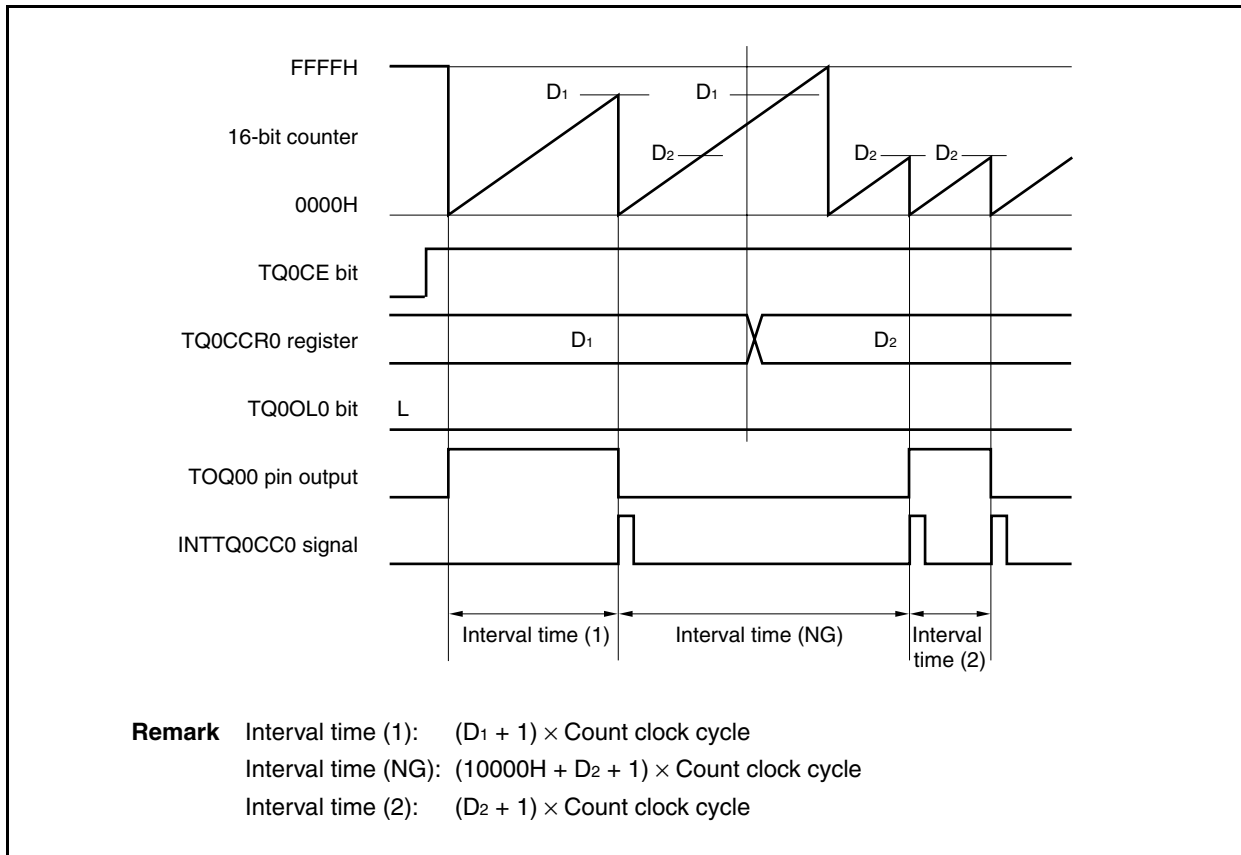 FFFFH
D1
D1
16-bit counter
D2
D2
D2
0000H
TQ0CE bit
TQ0CCR0 register
D1
D2
TQ0OL0 bit
L
TOQ00 pin output
INTTQ0CC0 signal
Interval time (1)
Interval time (NG)
Interval
time (2)
Remark Interval time (1): (D1 + 1) × Count clock cycle
Interval time (NG): (10000H + D2 + 1) × Count clock cycle
Interval time (2): (D2 + 1) × Count clock cycle